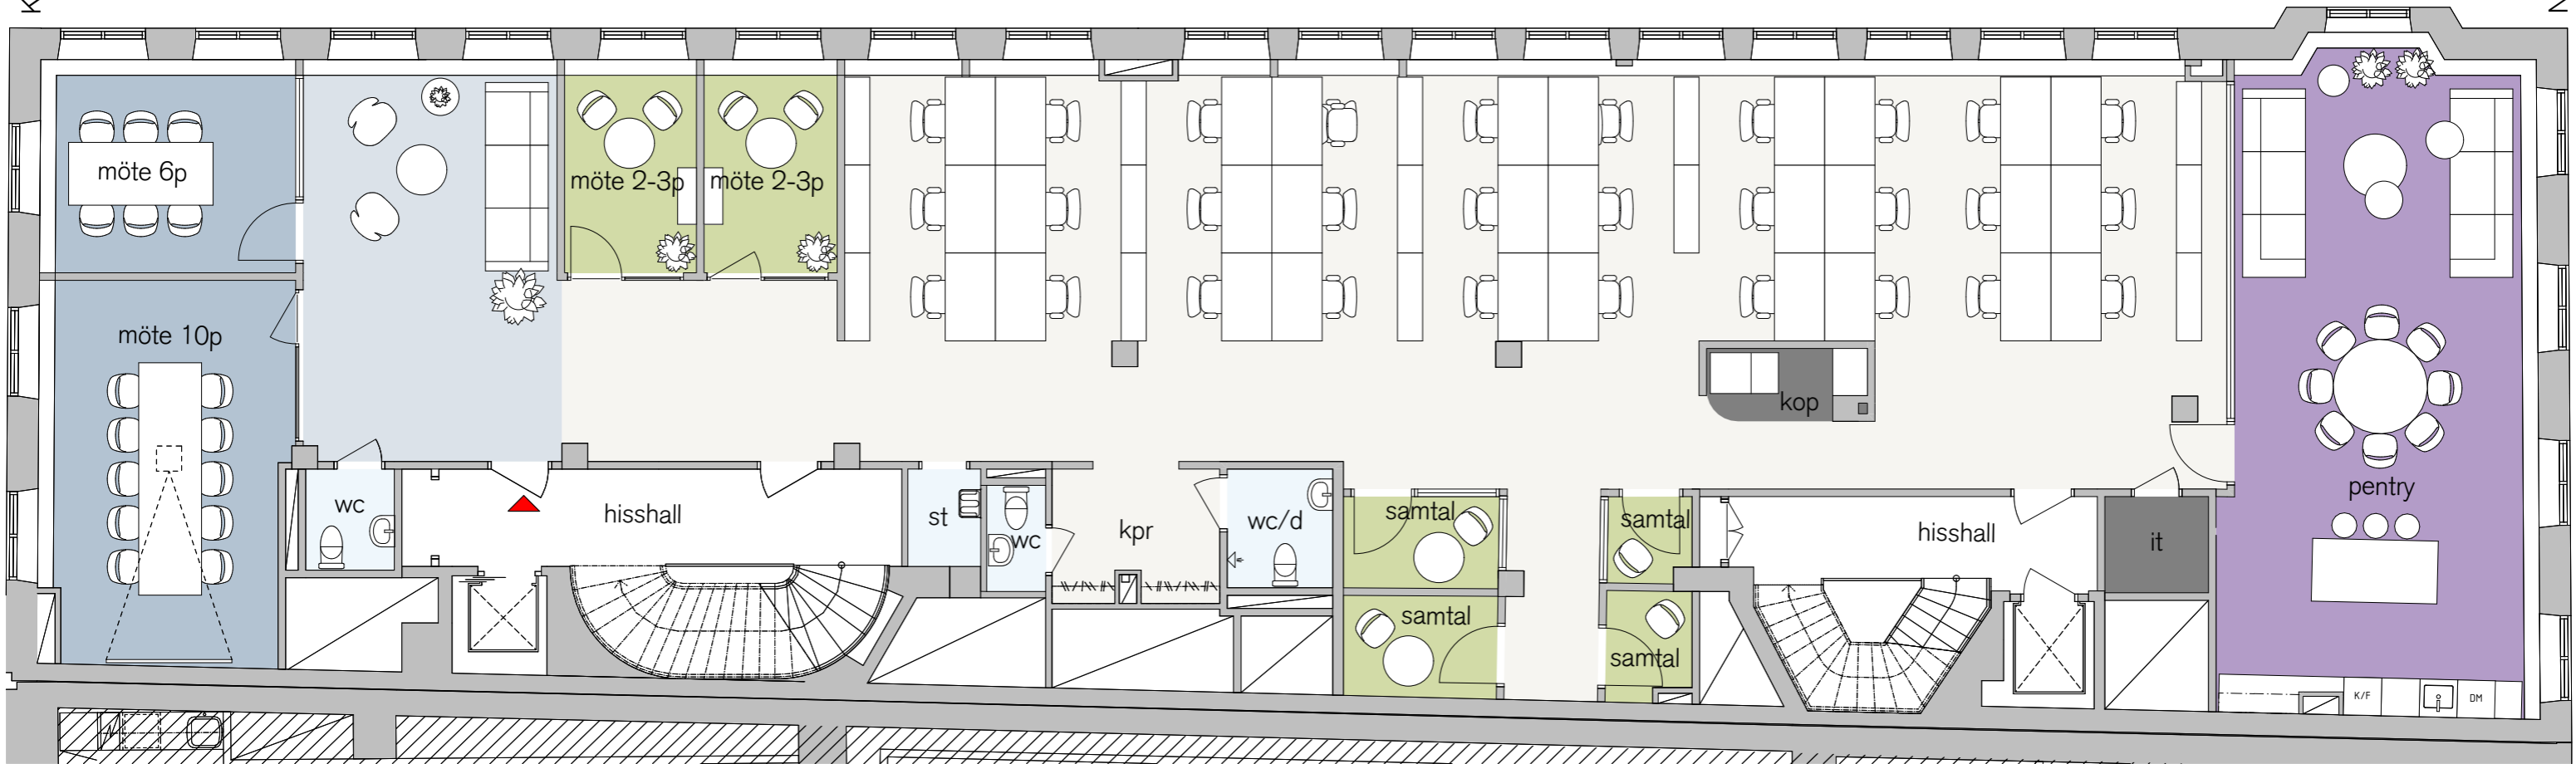 K
möte 6p
möte 2-3p
möte 2-3p
möte 10p
kop
wc
hisshall
st
wc
kpr
wc/d
samtal
samtal
samtal
samtal
hisshall
it
pentry
K/F
DM